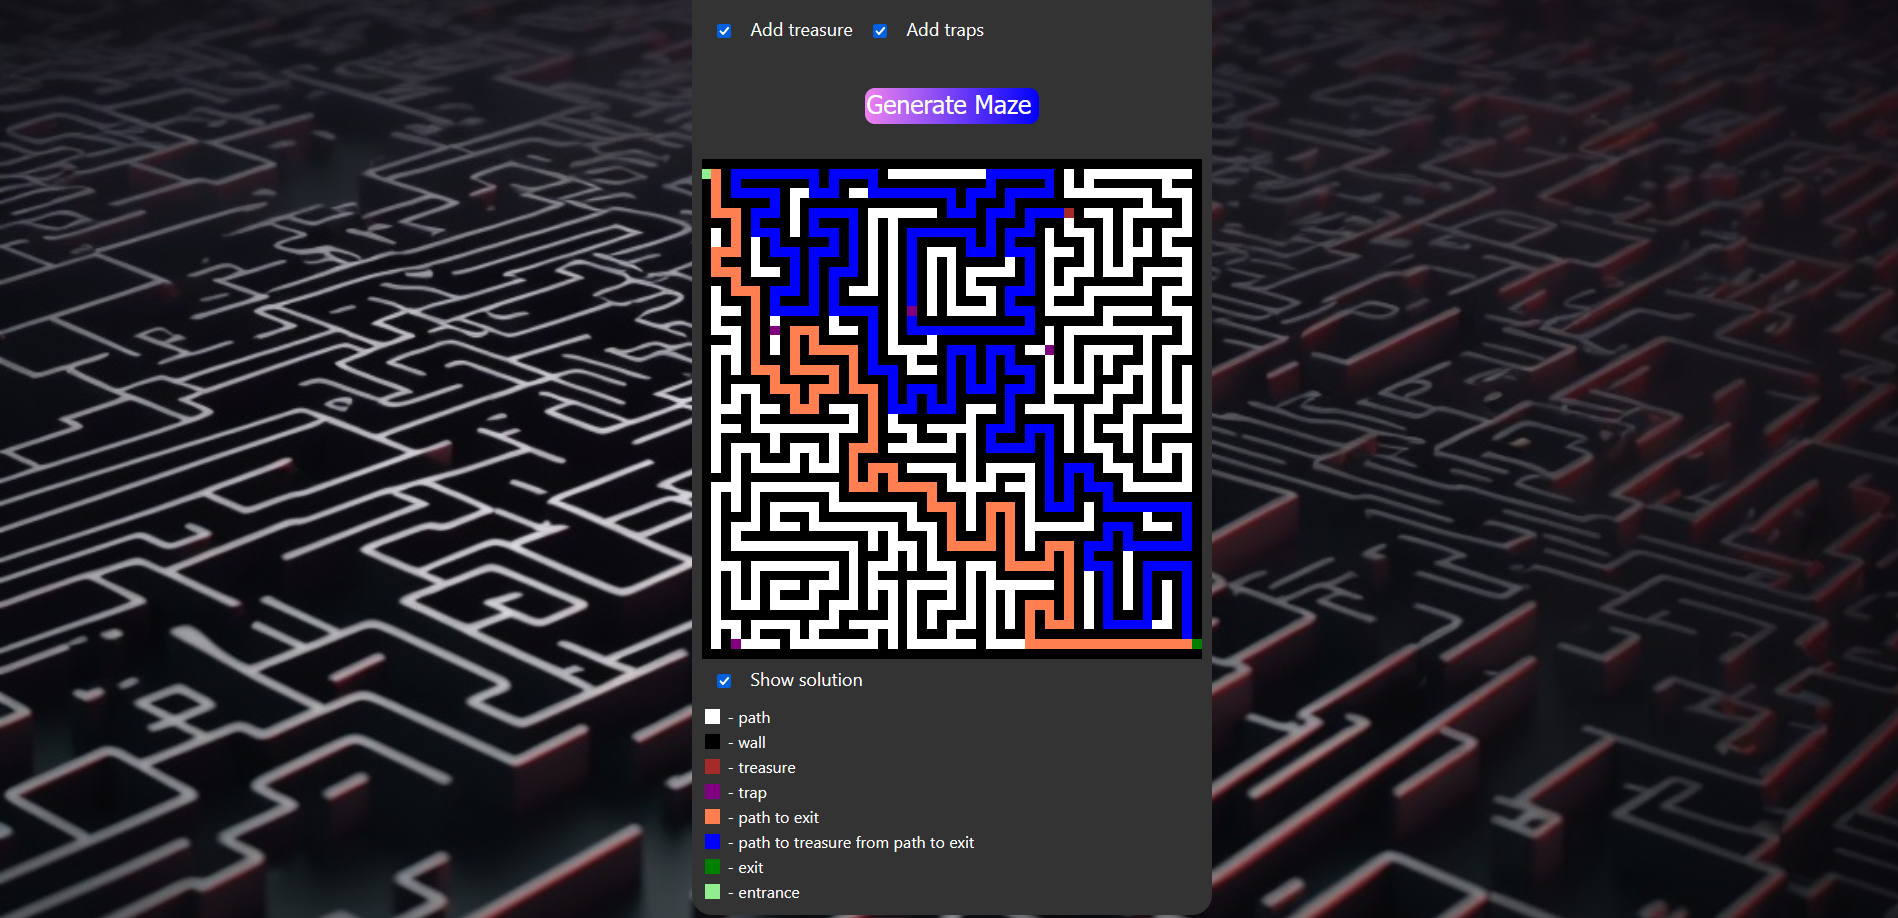 Add treasure Add traps
Generate Maze
Show solution
- path
- wall
- treasure
- trap
- path to exit
- path to treasure from path to exit
- exit
- entrance